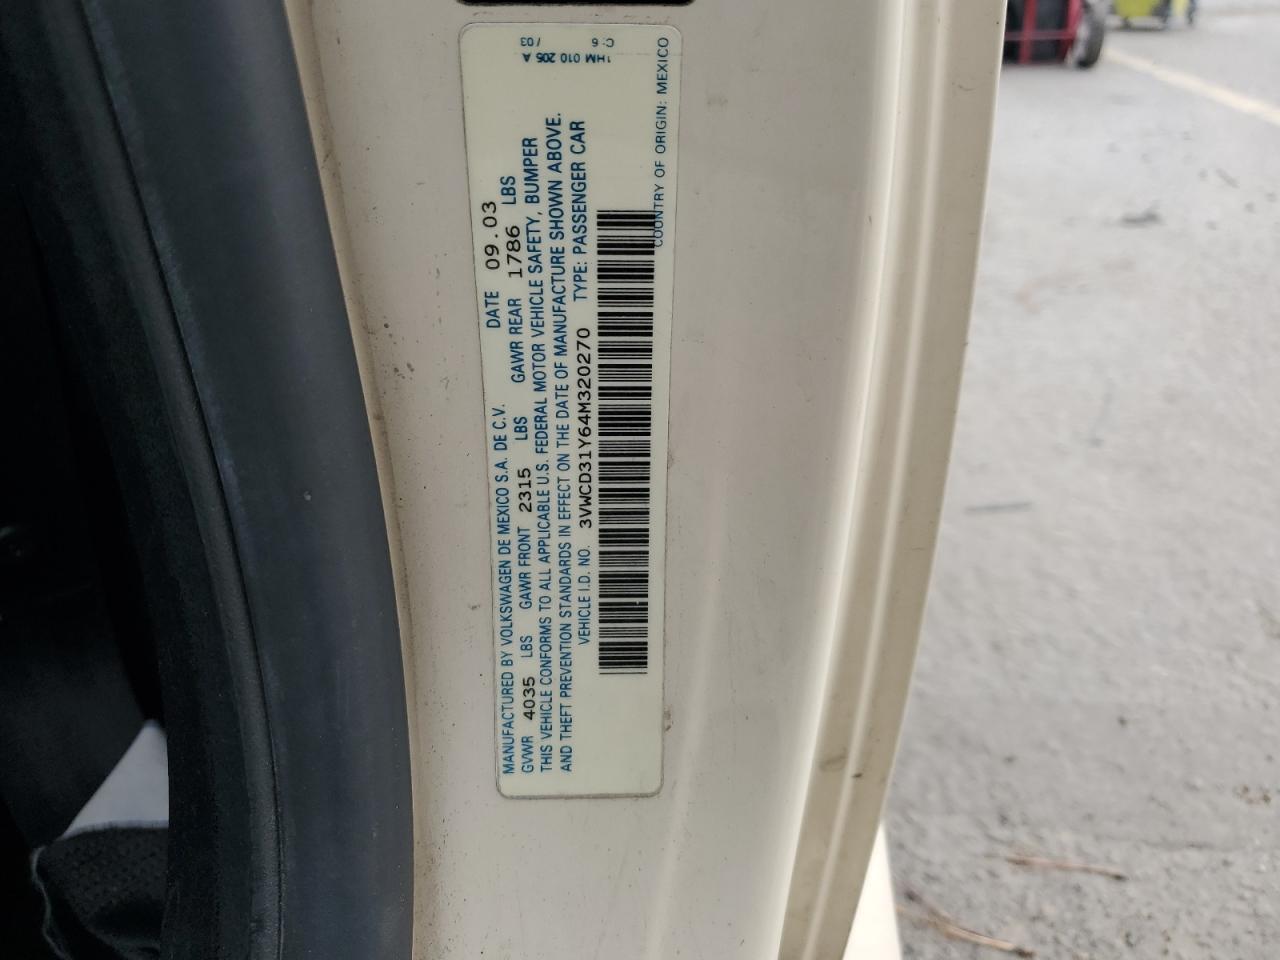 MANUFACTURED BY VOLKSWAGEN DE MEXICO S.A. DE C.V. DATE 09.03
GVWR 4035 LBS GAWR FRONT 2315 LBS GAWR REAR 1786 LBS
THIS VEHICLE CONFORMS TO ALL APPLICABLE U.S. FEDERAL MOTOR VEHICLE SAFETY, BUMPER
AND THEFT PREVENTION STANDARDS IN EFFECT ON THE DATE OF MANUFACTURE SHOWN ABOVE.
VEHICLE I.D. NO. 3VWCD31Y64M320270 TYPE: PASSENGER CAR
COUNTRY OF ORIGIN: MEXICO
1HM 010 205 A
/03 C:6